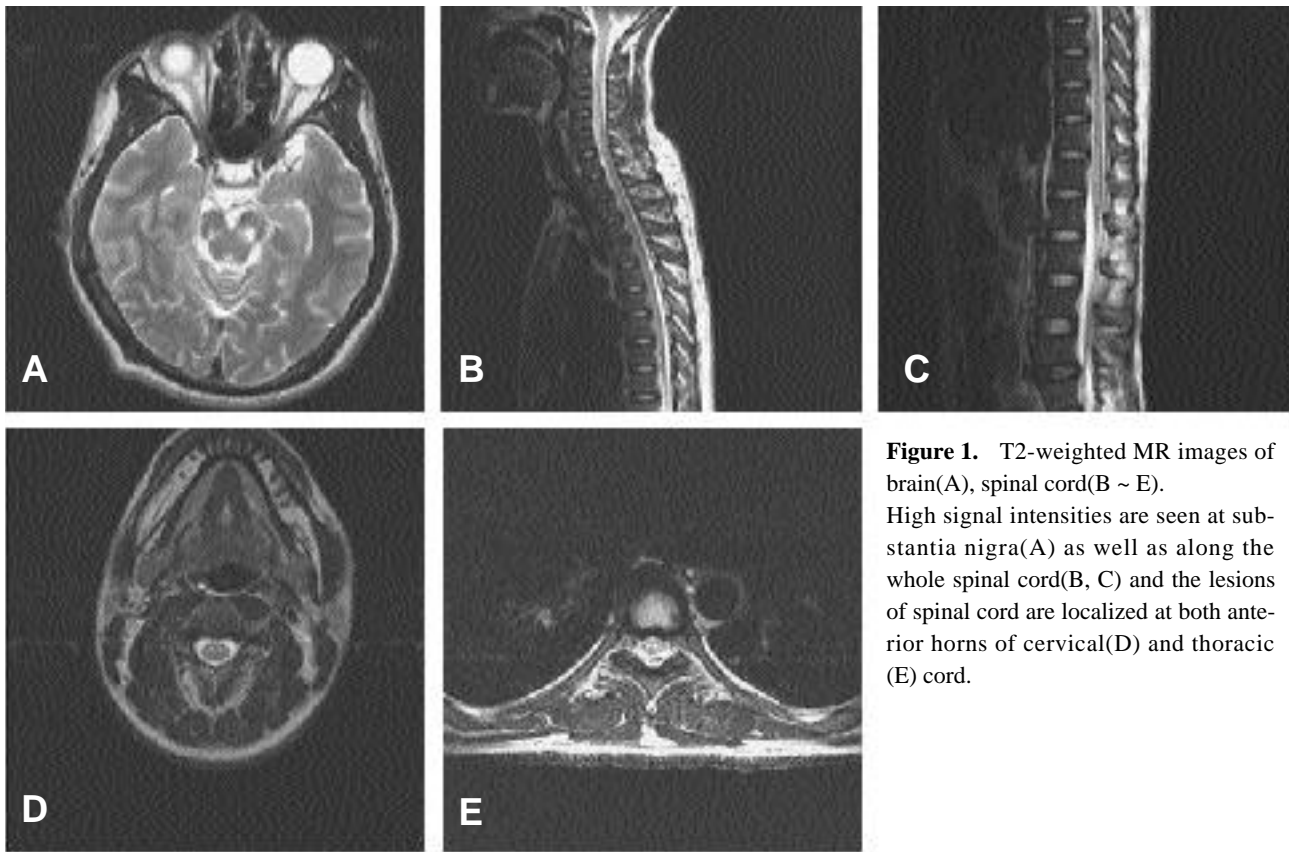 A
B
C
D
E
Figure 1. T2-weighted MR images of
brain(A), spinal cord(B ~ E).
High signal intensities are seen at sub-
stantia nigra(A) as well as along the
whole spinal cord(B, C) and the lesions
of spinal cord are localized at both ante-
rior horns of cervical(D) and thoracic
(E) cord.